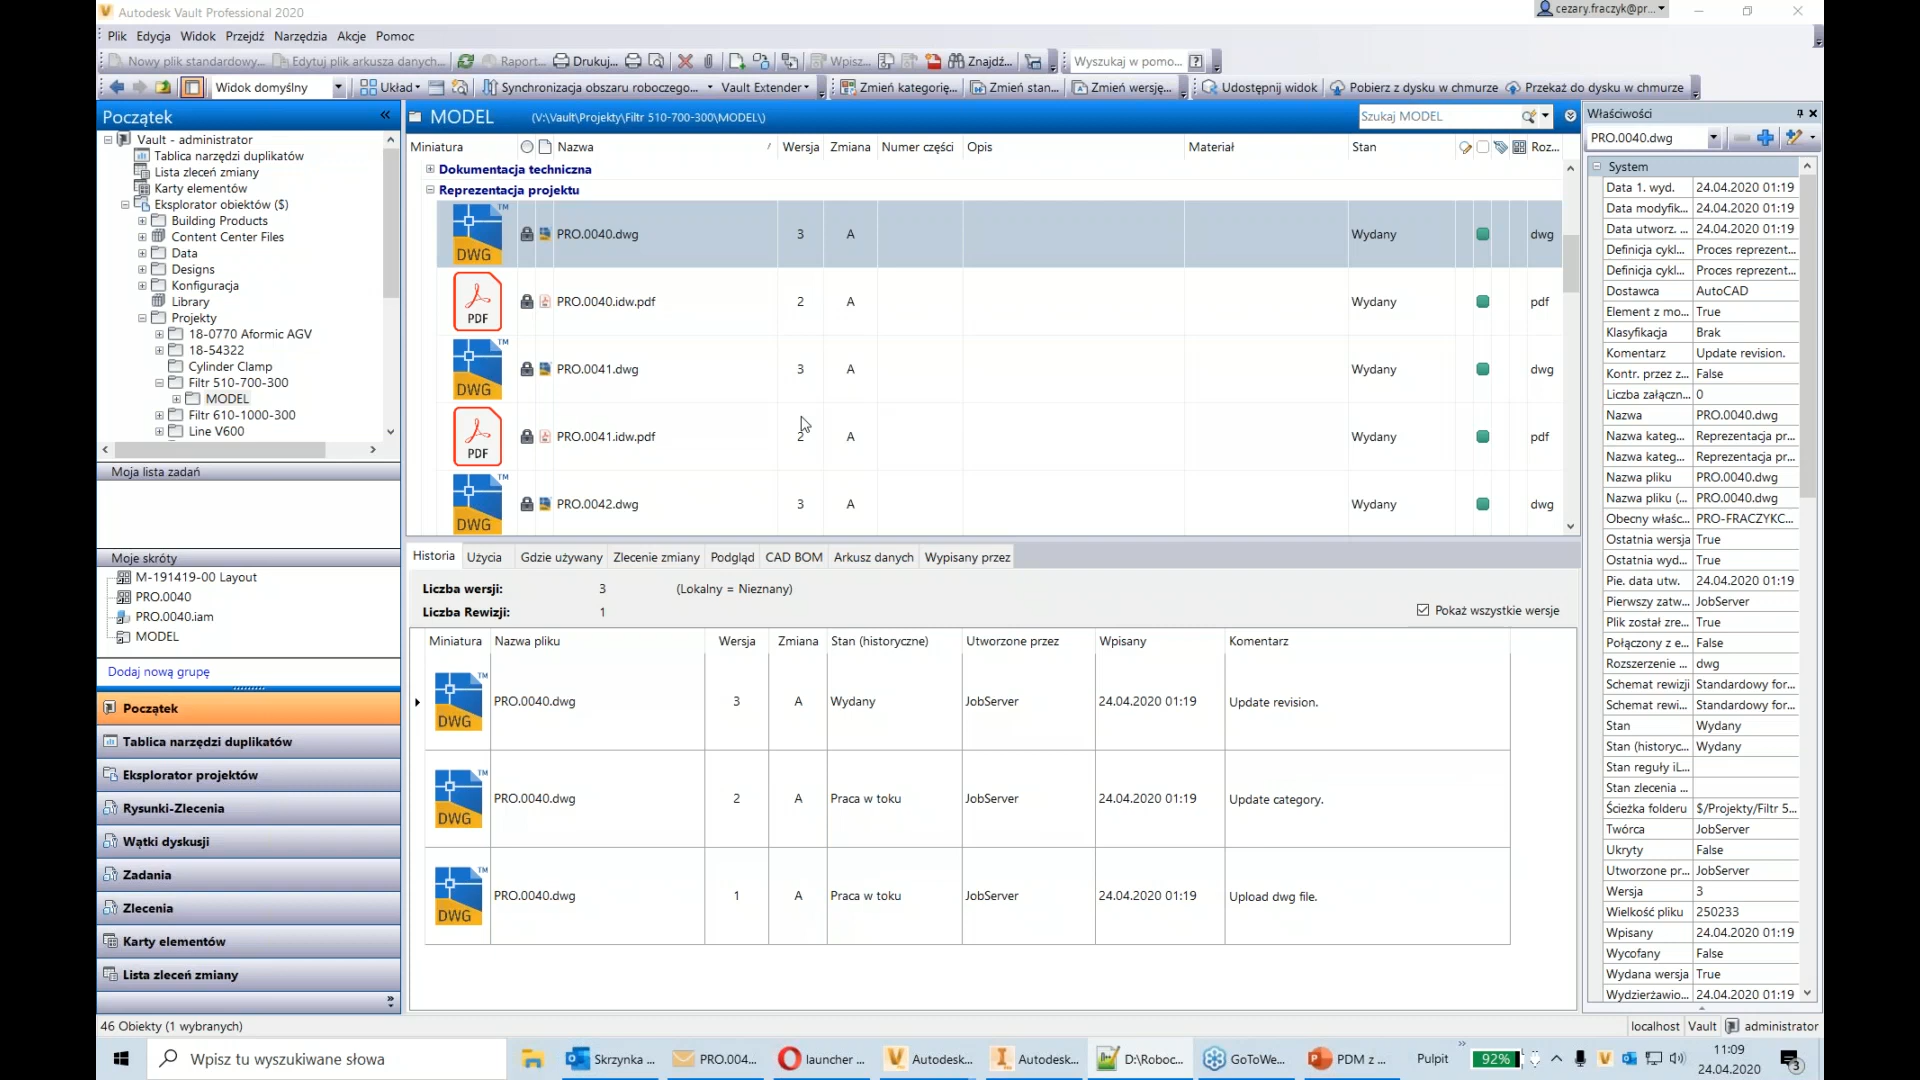 Autodesk Vault Professional 2020
cezary.fraczyk@pr...
Plik Edycja Widok Przejdź Narzędzia Akcje Pomoc
Nowy plik standardowy... Edytuj plik arkusza danych... Raport... Drukuj... Wpisz... Znajdź... Wyszukaj w pomo...
Widok domyślny Układ Synchronizacja obszaru roboczego... Vault Extender Zmień kategorię... Zmień stan... Zmień wersję... Udostępnij widok Pobierz z dysku w chmurze Przekaż do dysku w chmurze
Początek
Vault - administrator
Tablica narzędzi duplikatów
Lista zleceń zmiany
Karty elementów
Eksplorator obiektów ($)
Building Products
Content Center Files
Data
Designs
Konfiguracja
Library
Projekty
18-0770 Aformic AGV
18-54322
Cylinder Clamp
Filtr 510-700-300
MODEL
Filtr 610-1000-300
Line V600
Moja lista zadań
Moje skróty
M-191419-00 Layout
PRO.0040
PRO.0040.iam
MODEL
Dodaj nową grupę
Początek
Tablica narzędzi duplikatów
Eksplorator projektów
Rysunki-Zlecenia
Wątki dyskusji
Zadania
Zlecenia
Karty elementów
Lista zleceń zmiany
MODEL (V:\Vault\Projekty\Filtr 510-700-300\MODEL\) Szukaj MODEL
Miniatura Nazwa Wersja Zmiana Numer części Opis Materiał Stan Roz...
Dokumentacja techniczna
Reprezentacja projektu
DWG PRO.0040.dwg 3 A Wydany dwg
PDF PRO.0040.idw.pdf 2 A Wydany pdf
DWG PRO.0041.dwg 3 A Wydany dwg
PDF PRO.0041.idw.pdf 2 A Wydany pdf
DWG PRO.0042.dwg 3 A Wydany dwg
Historia Użycia Gdzie używany Zlecenie zmiany Podgląd CAD BOM Arkusz danych Wypisany przez
Liczba wersji: 3 (Lokalny = Nieznany)
Liczba Rewizji: 1
Pokaż wszystkie wersje
Miniatura Nazwa pliku Wersja Zmiana Stan (historyczne) Utworzone przez Wpisany Komentarz
DWG PRO.0040.dwg 3 A Wydany JobServer 24.04.2020 01:19 Update revision.
DWG PRO.0040.dwg 2 A Praca w toku JobServer 24.04.2020 01:19 Update category.
DWG PRO.0040.dwg 1 A Praca w toku JobServer 24.04.2020 01:19 Upload dwg file.
Właściwości
PRO.0040.dwg
System
Data 1. wyd. 24.04.2020 01:19
Data modyfik... 24.04.2020 01:19
Data utworz. ... 24.04.2020 01:19
Definicja cykl... Proces reprezent...
Definicja cykl... Proces reprezent...
Dostawca AutoCAD
Element z mo... True
Klasyfikacja Brak
Komentarz Update revision.
Kontr. przez z... False
Liczba załączn... 0
Nazwa PRO.0040.dwg
Nazwa kateg... Reprezentacja pr...
Nazwa kateg... Reprezentacja pr...
Nazwa pliku PRO.0040.dwg
Nazwa pliku (... PRO.0040.dwg
Obecny właśc... PRO-FRACZYKC...
Ostatnia wersja True
Ostatnia wyd... True
Pie. data utw. 24.04.2020 01:19
Pierwszy zatw... JobServer
Plik został zre... True
Połączony z e... False
Rozszerzenie ... dwg
Schemat rewizji Standardowy for...
Schemat rewi... Standardowy for...
Stan Wydany
Stan (historyc... Wydany
Stan reguły iL...
Stan zlecenia ...
Ścieżka folderu $/Projekty/Filtr 5...
Twórca JobServer
Ukryty False
Utworzone pr... JobServer
Wersja 3
Wielkość pliku 250233
Wpisany 24.04.2020 01:19
Wycofany False
Wydana wersja True
Wydzierżawio... 24.04.2020 01:19
46 Obiekty (1 wybranych)
localhost Vault administrator
Wpisz tu wyszukiwane słowa
Skrzynka ... PRO.004... launcher ... Autodesk... Autodesk... D:\Roboc... GoToWe... PDM z ... Pulpit 92%
11:09
24.04.2020
3